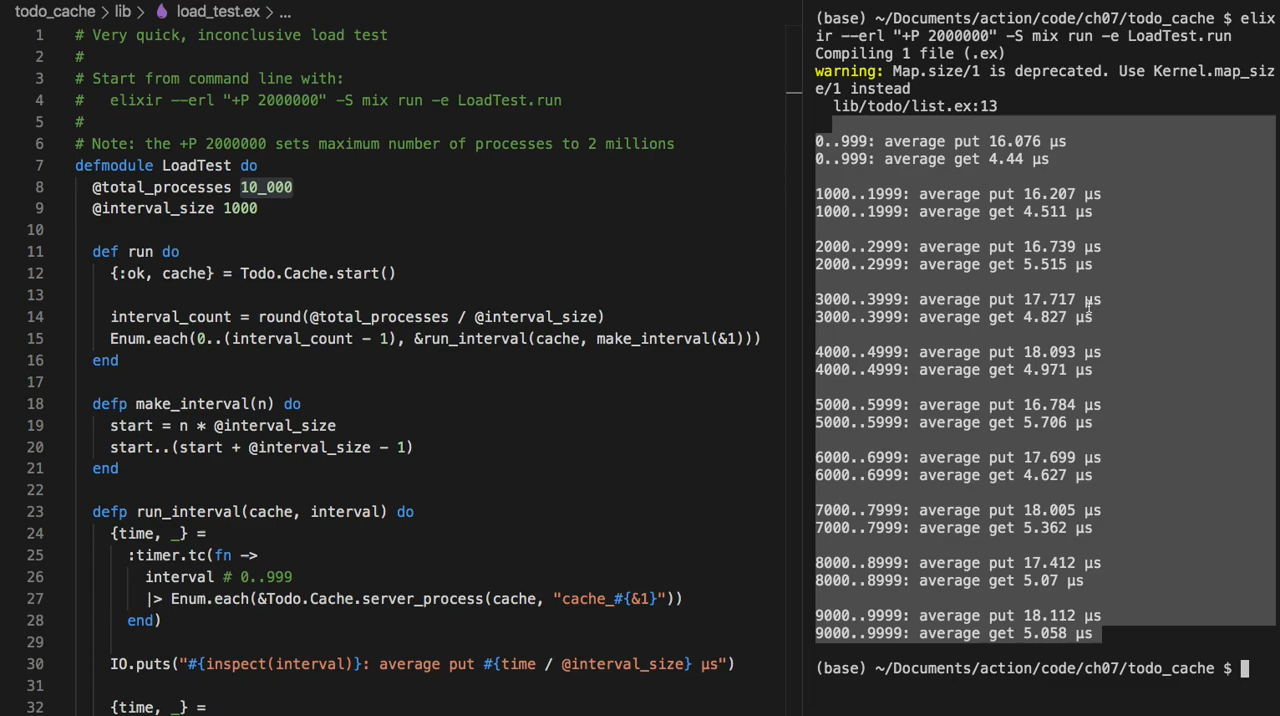 todo_cache > lib > load_test.ex > ...
1 # Very quick, inconclusive load test
2 #
3 # Start from command line with:
4 #   elixir --erl "+P 2000000" -S mix run -e LoadTest.run
5 #
6 # Note: the +P 2000000 sets maximum number of processes to 2 millions
7 defmodule LoadTest do
8   @total_processes 10_000
9   @interval_size 1000
10
11   def run do
12     {:ok, cache} = Todo.Cache.start()
13
14     interval_count = round(@total_processes / @interval_size)
15     Enum.each(0..(interval_count - 1), &run_interval(cache, make_interval(&1)))
16   end
17
18   defp make_interval(n) do
19     start = n * @interval_size
20     start..(start + @interval_size - 1)
21   end
22
23   defp run_interval(cache, interval) do
24     {time, _} =
25       :timer.tc(fn ->
26         interval # 0..999
27         |> Enum.each(&Todo.Cache.server_process(cache, "cache_#{&1}"))
28       end)
29
30     IO.puts("#{inspect(interval)}: average put #{time / @interval_size} μs")
31
32     {time, _} =
(base) ~/Documents/action/code/ch07/todo_cache $ elix
ir --erl "+P 2000000" -S mix run -e LoadTest.run
Compiling 1 file (.ex)
warning: Map.size/1 is deprecated. Use Kernel.map_siz
e/1 instead
  lib/todo/list.ex:13
0..999: average put 16.076 μs
0..999: average get 4.44 μs
1000..1999: average put 16.207 μs
1000..1999: average get 4.511 μs
2000..2999: average put 16.739 μs
2000..2999: average get 5.515 μs
3000..3999: average put 17.717 μs
3000..3999: average get 4.827 μs
4000..4999: average put 18.093 μs
4000..4999: average get 4.971 μs
5000..5999: average put 16.784 μs
5000..5999: average get 5.706 μs
6000..6999: average put 17.699 μs
6000..6999: average get 4.627 μs
7000..7999: average put 18.005 μs
7000..7999: average get 5.362 μs
8000..8999: average put 17.412 μs
8000..8999: average get 5.07 μs
9000..9999: average put 18.112 μs
9000..9999: average get 5.058 μs
(base) ~/Documents/action/code/ch07/todo_cache $